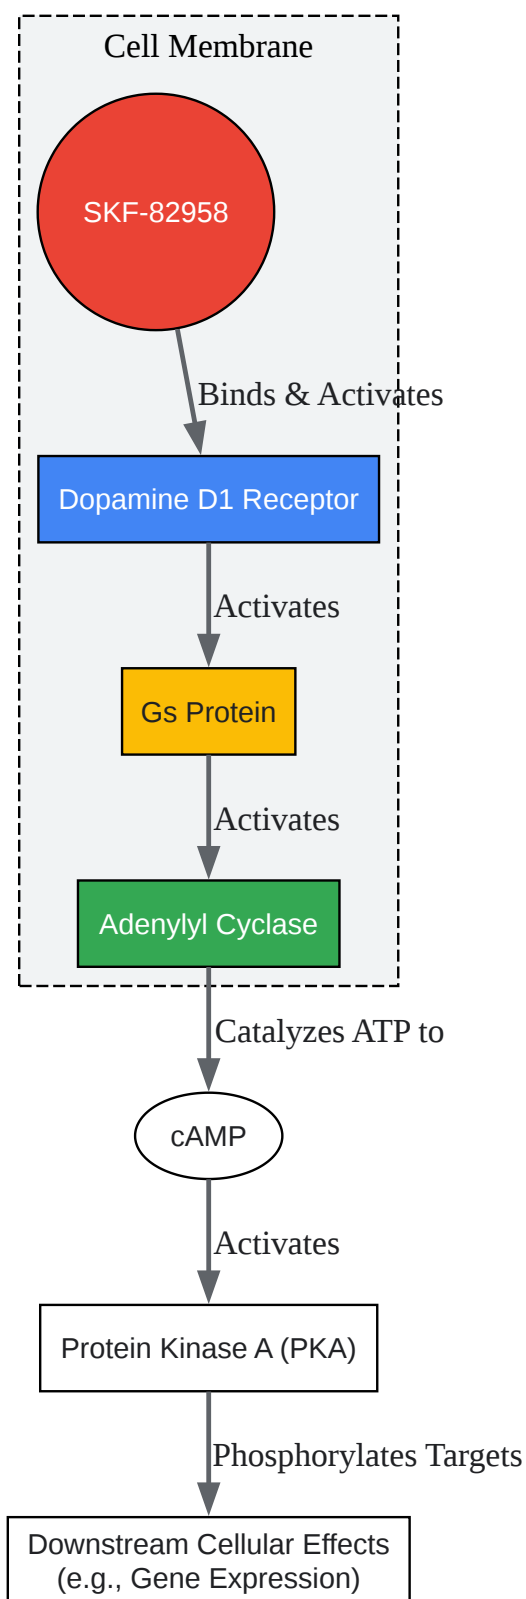 Cell Membrane
SKF-82958
Binds & Activates
Dopamine D1 Receptor
Activates
Gs Protein
Activates
Adenylyl Cyclase
Catalyzes ATP to
cAMP
Activates
Protein Kinase A (PKA)
Phosphorylates Targets
Downstream Cellular Effects
(e.g., Gene Expression)